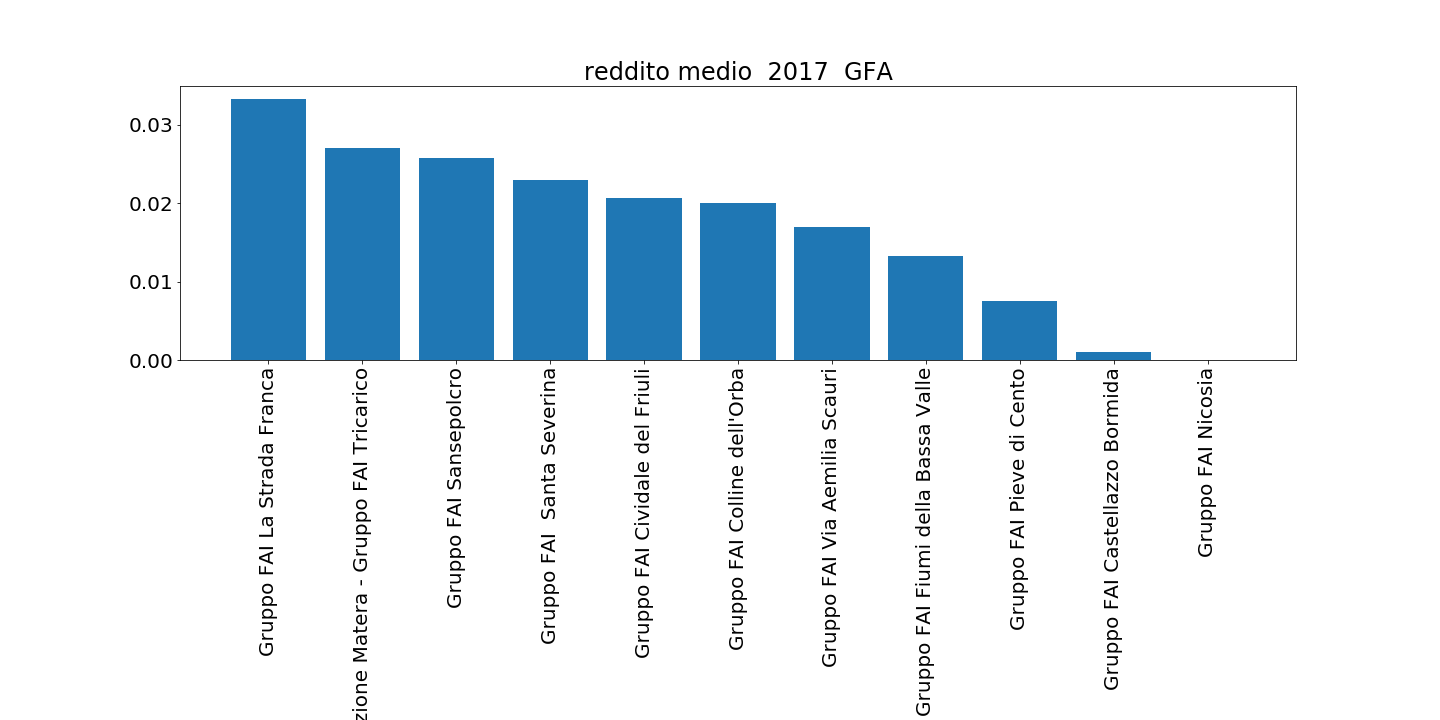 reddito medio  2017  GFA
0.03
0.02
0.01
0.00
Gruppo FAI La Strada Franca
zione Matera - Gruppo FAI Tricarico
Gruppo FAI Sansepolcro
Gruppo FAI  Santa Severina
Gruppo FAI Cividale del Friuli
Gruppo FAI Colline dell'Orba
Gruppo FAI Via Aemilia Scauri
Gruppo FAI Fiumi della Bassa Valle
Gruppo FAI Pieve di Cento
Gruppo FAI Castellazzo Bormida
Gruppo FAI Nicosia